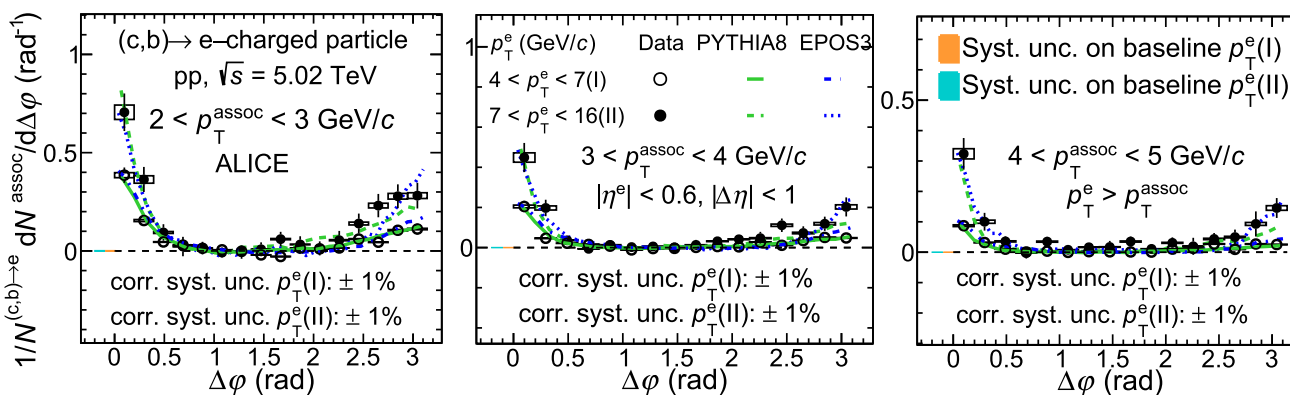 1/N^{(c,b)→e} dN^{assoc}/dΔφ (rad⁻¹)
1
0.5
0
(c,b)→ e–charged particle
pp, √s = 5.02 TeV
2 < p_T^{assoc} < 3 GeV/c
ALICE
corr. syst. unc. p_T^e(I): ± 1%
corr. syst. unc. p_T^e(II): ± 1%
0 0.5 1 1.5 2 2.5 3
Δφ (rad)
1
0
p_T^e (GeV/c) Data PYTHIA8 EPOS3
4 < p_T^e < 7(I)
7 < p_T^e < 16(II)
3 < p_T^{assoc} < 4 GeV/c
|η^e| < 0.6, |Δη| < 1
corr. syst. unc. p_T^e(I): ± 1%
corr. syst. unc. p_T^e(II): ± 1%
0 0.5 1 1.5 2 2.5 3
Δφ (rad)
0.5
0
Syst. unc. on baseline p_T^e(I)
Syst. unc. on baseline p_T^e(II)
4 < p_T^{assoc} < 5 GeV/c
p_T^e > p_T^{assoc}
corr. syst. unc. p_T^e(I): ± 1%
corr. syst. unc. p_T^e(II): ± 1%
0 0.5 1 1.5 2 2.5 3
Δφ (rad)